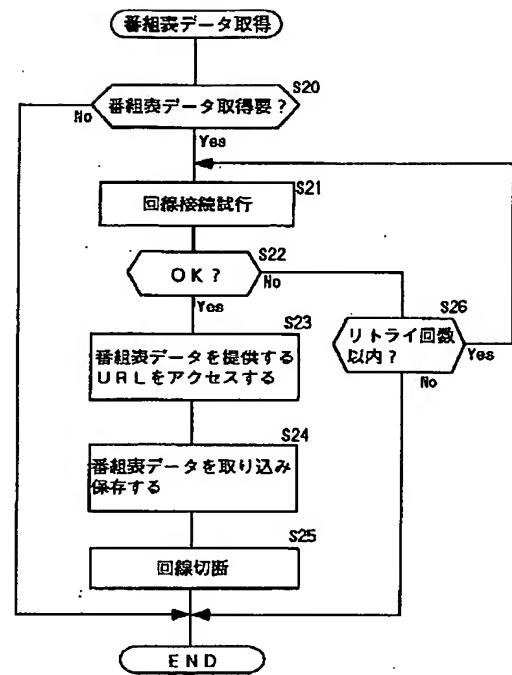 番組表データ取得
S20
番組表データ取得要？
No
Yes
S21
回線接続試行
S22
OK？
No
Yes
S26
リトライ回数
以内？
Yes
No
S23
番組表データを提供する
URLをアクセスする
S24
番組表データを取り込み
保存する
S25
回線切断
END